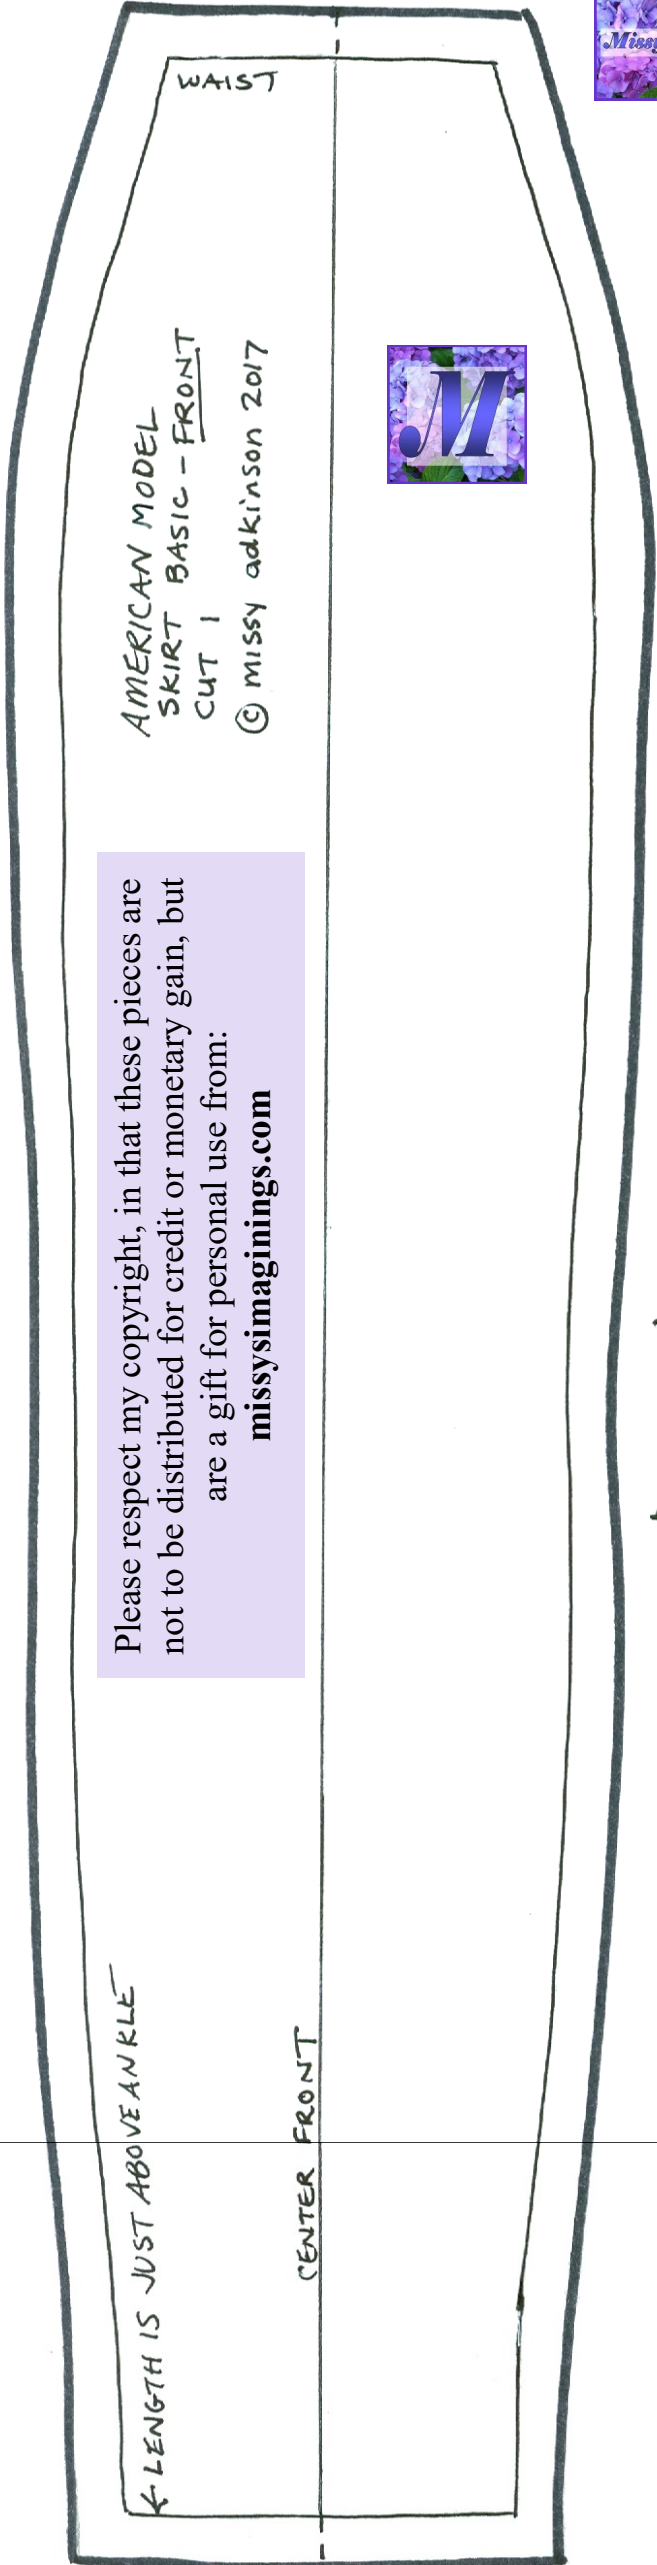 Missy
WAIST
AMERICAN MODEL
SKIRT BASIC - FRONT
CUT 1
© missy adkinson 2017
M
Please respect my copyright, in that these pieces are
not to be distributed for credit or monetary gain, but
are a gift for personal use from:
missysimaginings.com
← LENGTH IS JUST ABOVE ANKLE
CENTER FRONT